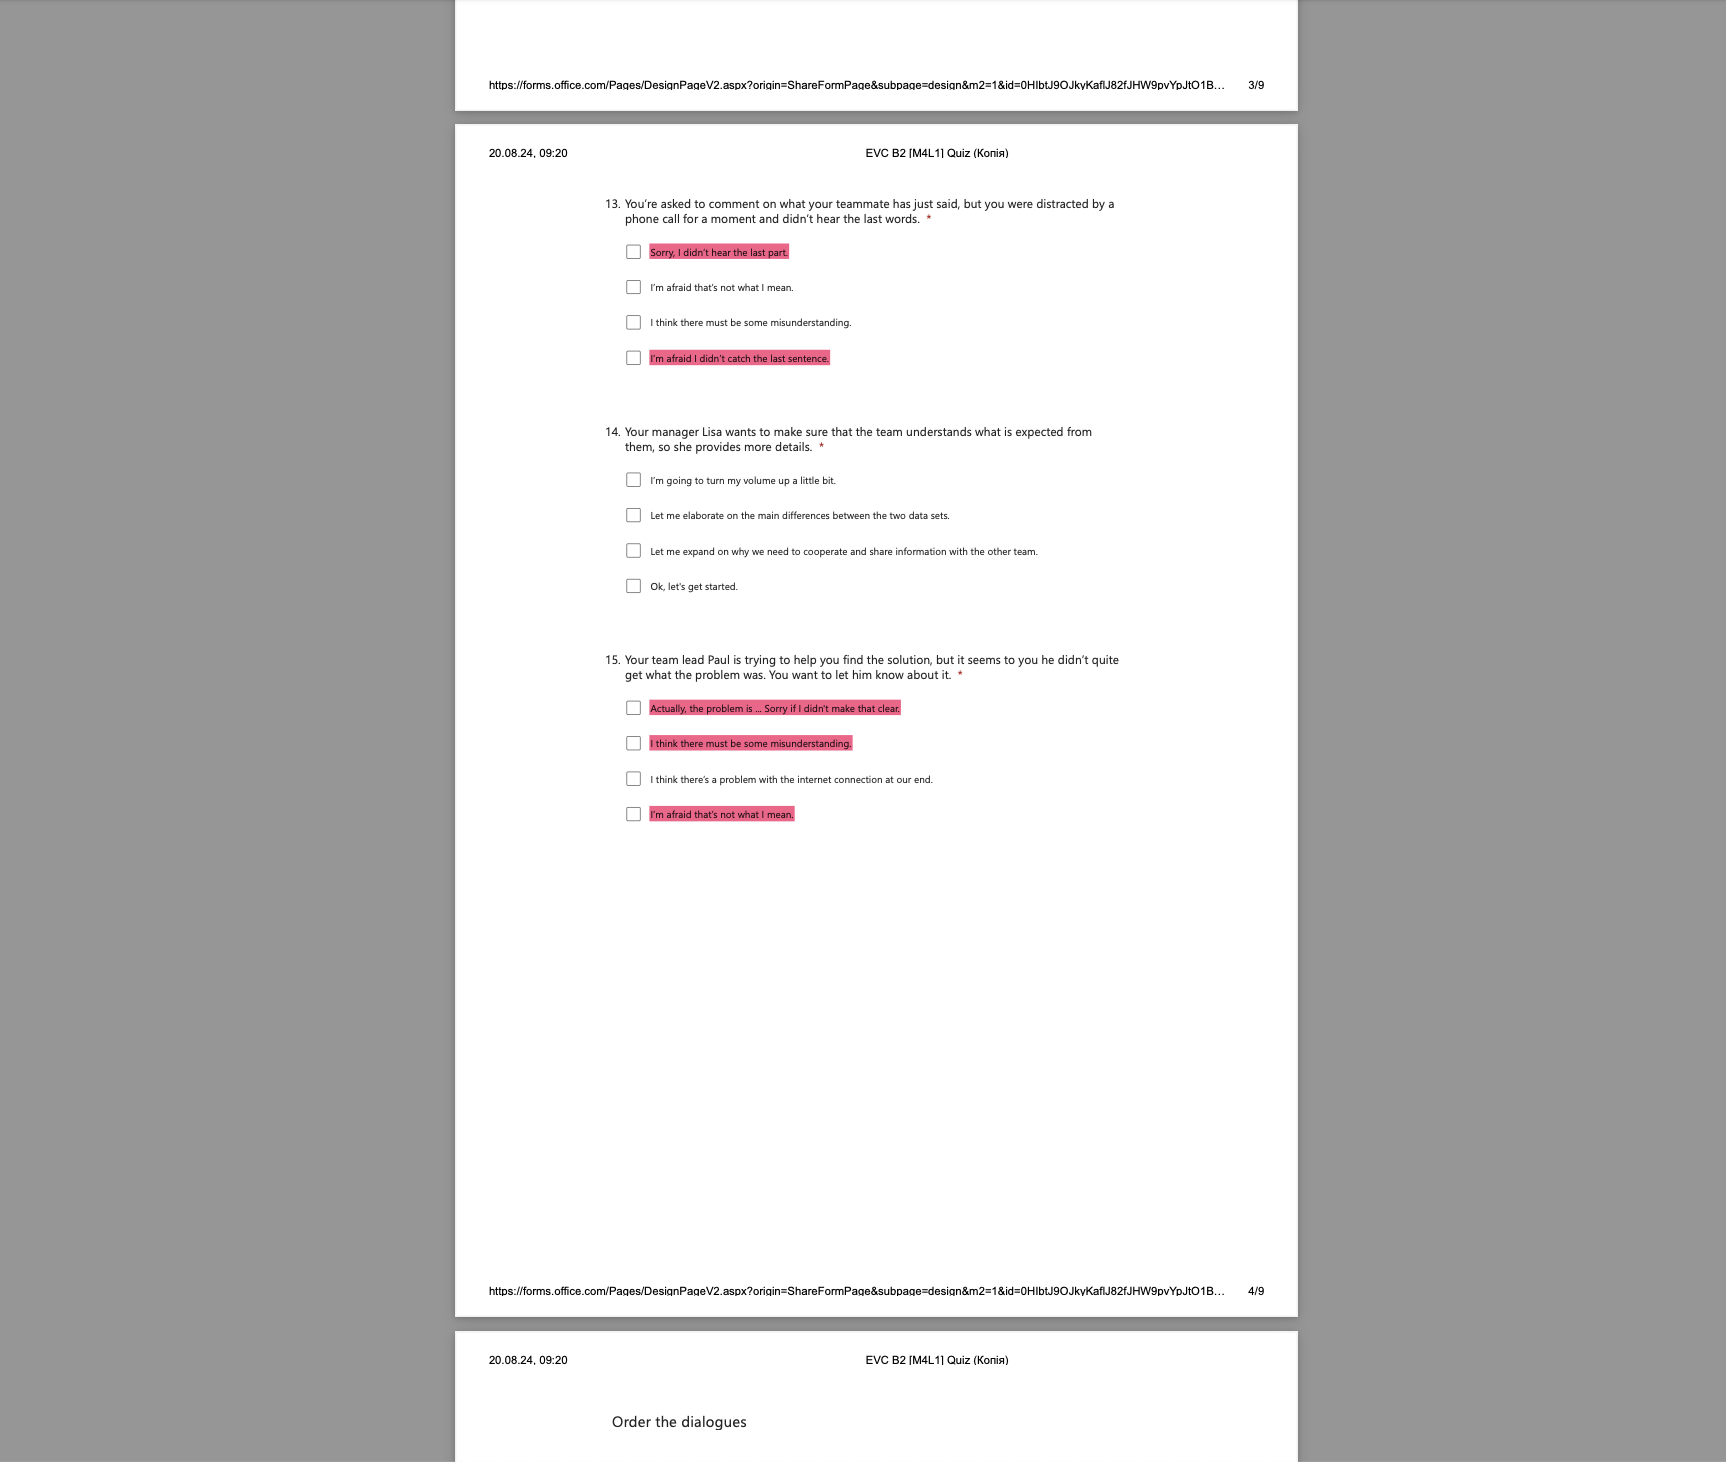 https://forms.office.com/Pages/DesignPageV2.aspx?origin=ShareFormPage&subpage=design&m2=1&id=0HIbtJ9OJkyKaflJ82fJHW9pvYpJtO1B... 3/9
20.08.24, 09:20 EVC B2 [M4L1] Quiz (Копія)
13. You're asked to comment on what your teammate has just said, but you were distracted by a
phone call for a moment and didn't hear the last words. *
Sorry, I didn't hear the last part.
I'm afraid that's not what I mean.
I think there must be some misunderstanding.
I'm afraid I didn't catch the last sentence.
14. Your manager Lisa wants to make sure that the team understands what is expected from
them, so she provides more details. *
I'm going to turn my volume up a little bit.
Let me elaborate on the main differences between the two data sets.
Let me expand on why we need to cooperate and share information with the other team.
Ok, let's get started.
15. Your team lead Paul is trying to help you find the solution, but it seems to you he didn't quite
get what the problem was. You want to let him know about it. *
Actually, the problem is ... Sorry if I didn't make that clear.
I think there must be some misunderstanding.
I think there's a problem with the internet connection at our end.
I'm afraid that's not what I mean.
https://forms.office.com/Pages/DesignPageV2.aspx?origin=ShareFormPage&subpage=design&m2=1&id=0HIbtJ9OJkyKaflJ82fJHW9pvYpJtO1B... 4/9
20.08.24, 09:20 EVC B2 [M4L1] Quiz (Копія)
Order the dialogues